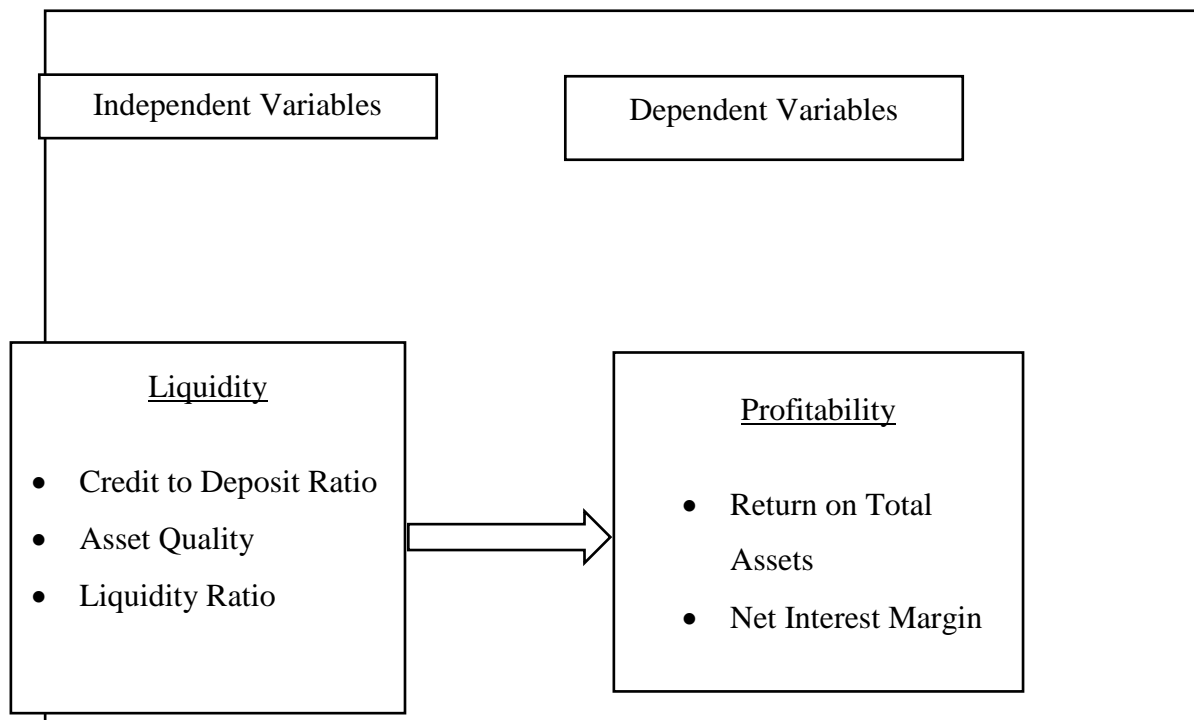 Independent Variables
Dependent Variables
Liquidity
• Credit to Deposit Ratio
• Asset Quality
• Liquidity Ratio
Profitability
• Return on Total
Assets
• Net Interest Margin